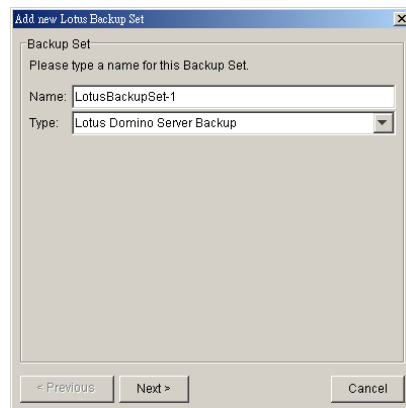 Add new Lotus Backup Set
Backup Set
Please type a name for this Backup Set.
Name: LotusBackupSet-1
Type: Lotus Domino Server Backup
< Previous Next > Cancel